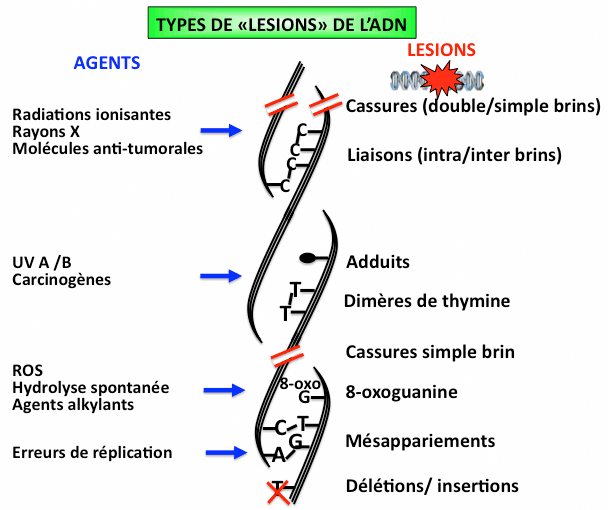 TYPES DE «LESIONS» DE L'ADN
AGENTS
LESIONS
Radiations ionisantes
Rayons X
Molécules anti-tumorales
Cassures (double/simple brins)
Liaisons (intra/inter brins)
C
C
C
C
UV A /B
Carcinogènes
Adduits
Dimères de thymine
T
T
Cassures simple brin
ROS
Hydrolyse spontanée
Agents alkylants
8-oxo
G
8-oxoguanine
Erreurs de réplication
C T
A G
Mésappariements
T
Délétions/ insertions